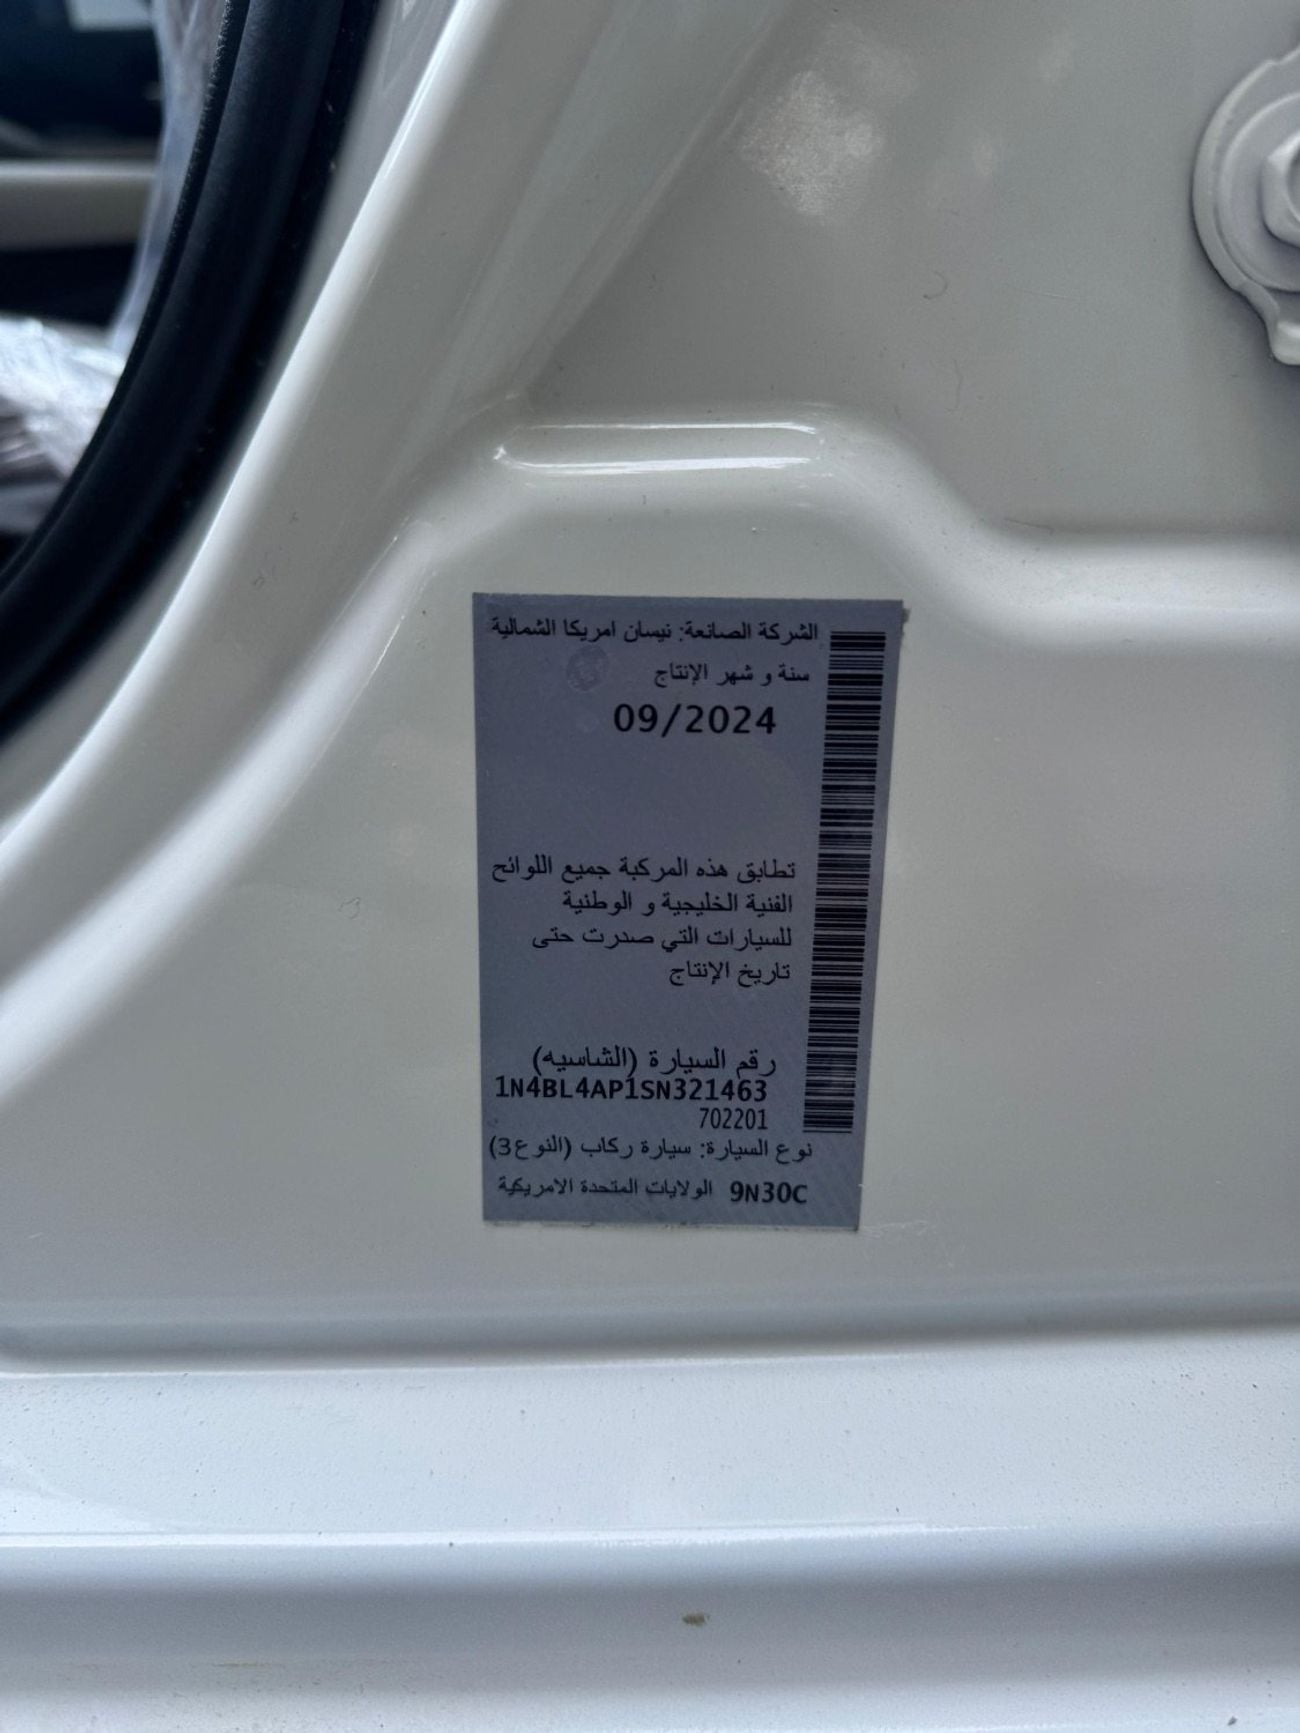 الشركة الصانعة: نيسان امريكا الشمالية
سنة و شهر الإنتاج
09/2024
تطابق هذه المركبة جميع اللوائح
الفنية الخليجية و الوطنية
للسيارات التي صدرت حتى
تاريخ الإنتاج
رقم السيارة (الشاسيه)
1N4BL4AP1SN321463
702201
نوع السيارة: سيارة ركاب (النوع3)
9N30C الولايات المتحدة الامريكية